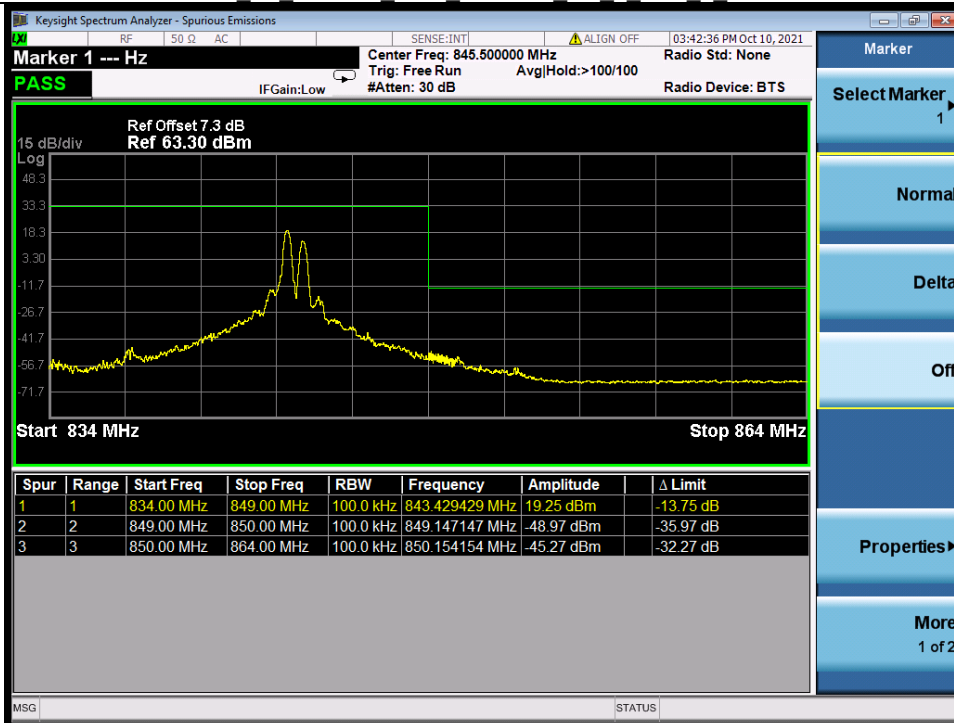 Keysight Spectrum Analyzer - Spurious Emissions
LXI RF 50 Ω AC SENSE:INT ALIGN OFF 03:42:36 PM Oct 10, 2021
Marker 1 --- Hz Center Freq: 845.500000 MHz Radio Std: None
Trig: Free Run Avg|Hold:>100/100
PASS IFGain:Low #Atten: 30 dB Radio Device: BTS
Ref Offset 7.3 dB
15 dB/div Ref 63.30 dBm
Log
48.3
33.3
18.3
3.30
-11.7
-26.7
-41.7
-56.7
-71.7
Start 834 MHz Stop 864 MHz
Spur Range Start Freq Stop Freq RBW Frequency Amplitude Δ Limit
1 1 834.00 MHz 849.00 MHz 100.0 kHz 843.429429 MHz 19.25 dBm -13.75 dB
2 2 849.00 MHz 850.00 MHz 100.0 kHz 849.147147 MHz -48.97 dBm -35.97 dB
3 3 850.00 MHz 864.00 MHz 100.0 kHz 850.154154 MHz -45.27 dBm -32.27 dB
MSG STATUS
Marker
Select Marker
1
Normal
Delta
Off
Properties
More
1 of 2